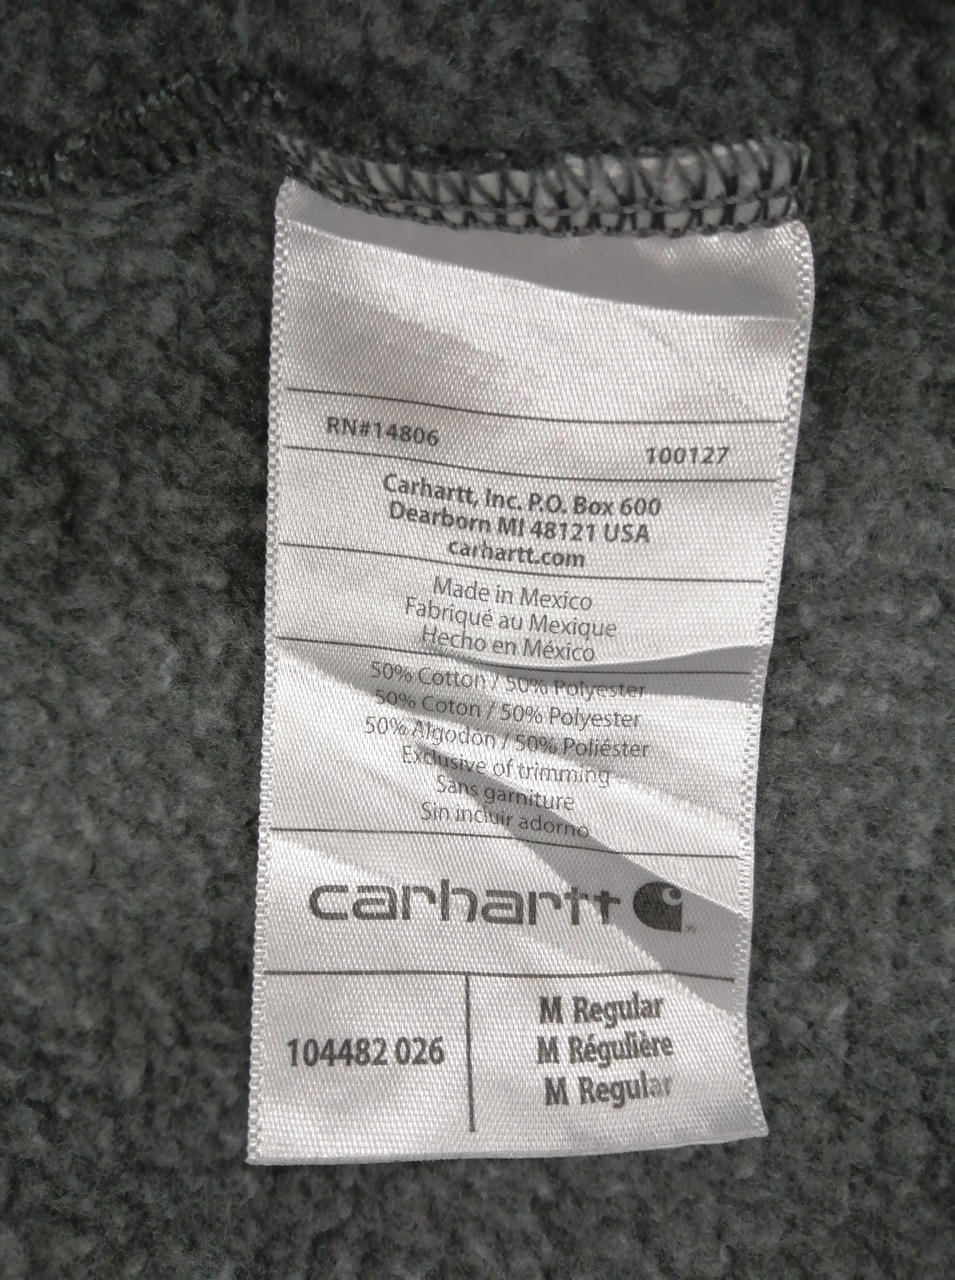 RN#14806 100127
Carhartt, Inc. P.O. Box 600
Dearborn MI 48121 USA
carhartt.com
Made in Mexico
Fabriqué au Mexique
Hecho en México
50% Cotton / 50% Polyester
50% Coton / 50% Polyester
50% Algodon / 50% Poliéster
Exclusive of trimming
Sans garniture
Sin incluir adorno
carhartt ®
104482 026
M Regular
M Régulière
M Regular